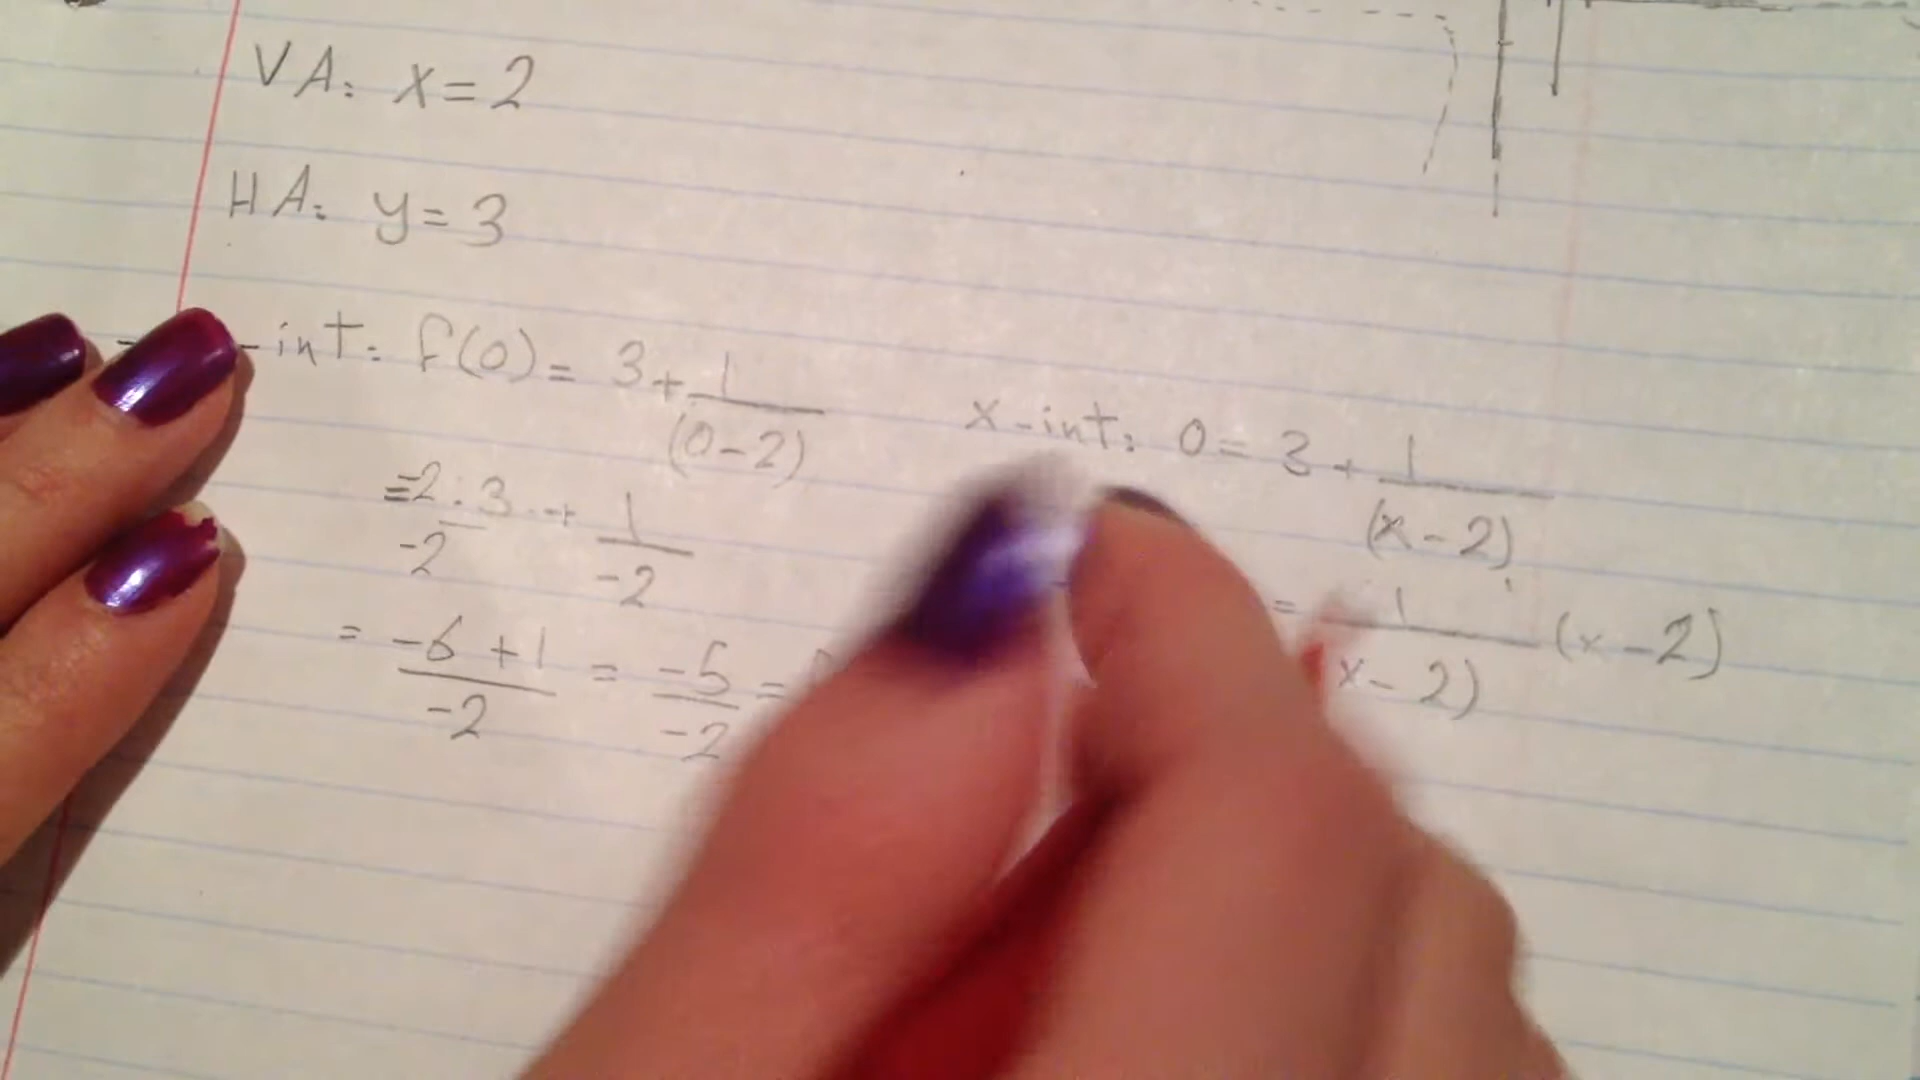 VA: x=2
HA: y=3
-int: f(0) = 3 + 1/(0-2)
= -2·3/-2 + 1/-2
= -6+1/-2 = -5/-2 =
x-int: 0 = 3 + 1/(x-2)
= 1/x-2) (x-2)